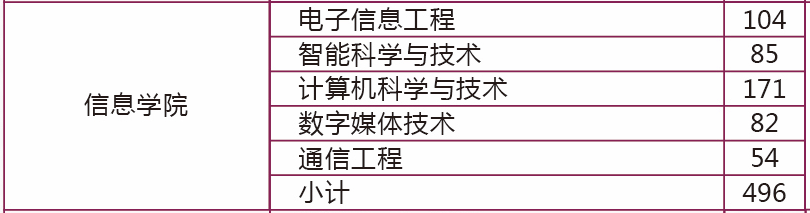 信息学院
电子信息工程 104
智能科学与技术 85
计算机科学与技术 171
数字媒体技术 82
通信工程 54
小计 496